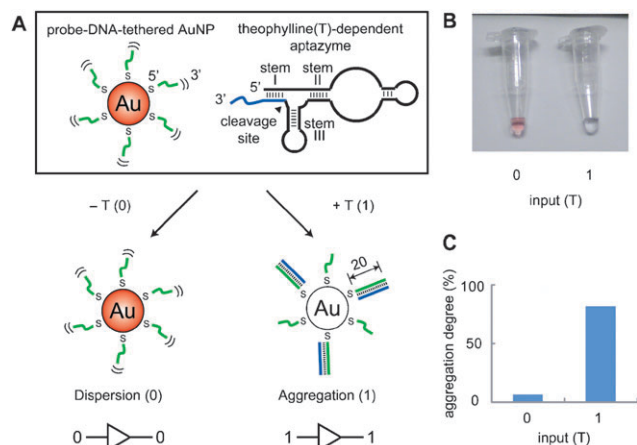 A
probe-DNA-tethered AuNP
5' 3'
S S S S S S
Au
theophylline(T)-dependent
aptazyme
stem stem
I III
5'
3'
cleavage
site
stem
III
– T (0)
+ T (1)
S S S S S S
Au
Dispersion (0)
0 0
20
S S S S S S
Au
Aggregation (1)
1 1
B
0 1
input (T)
C
aggregation degree (%)
100
50
0
0 1
input (T)